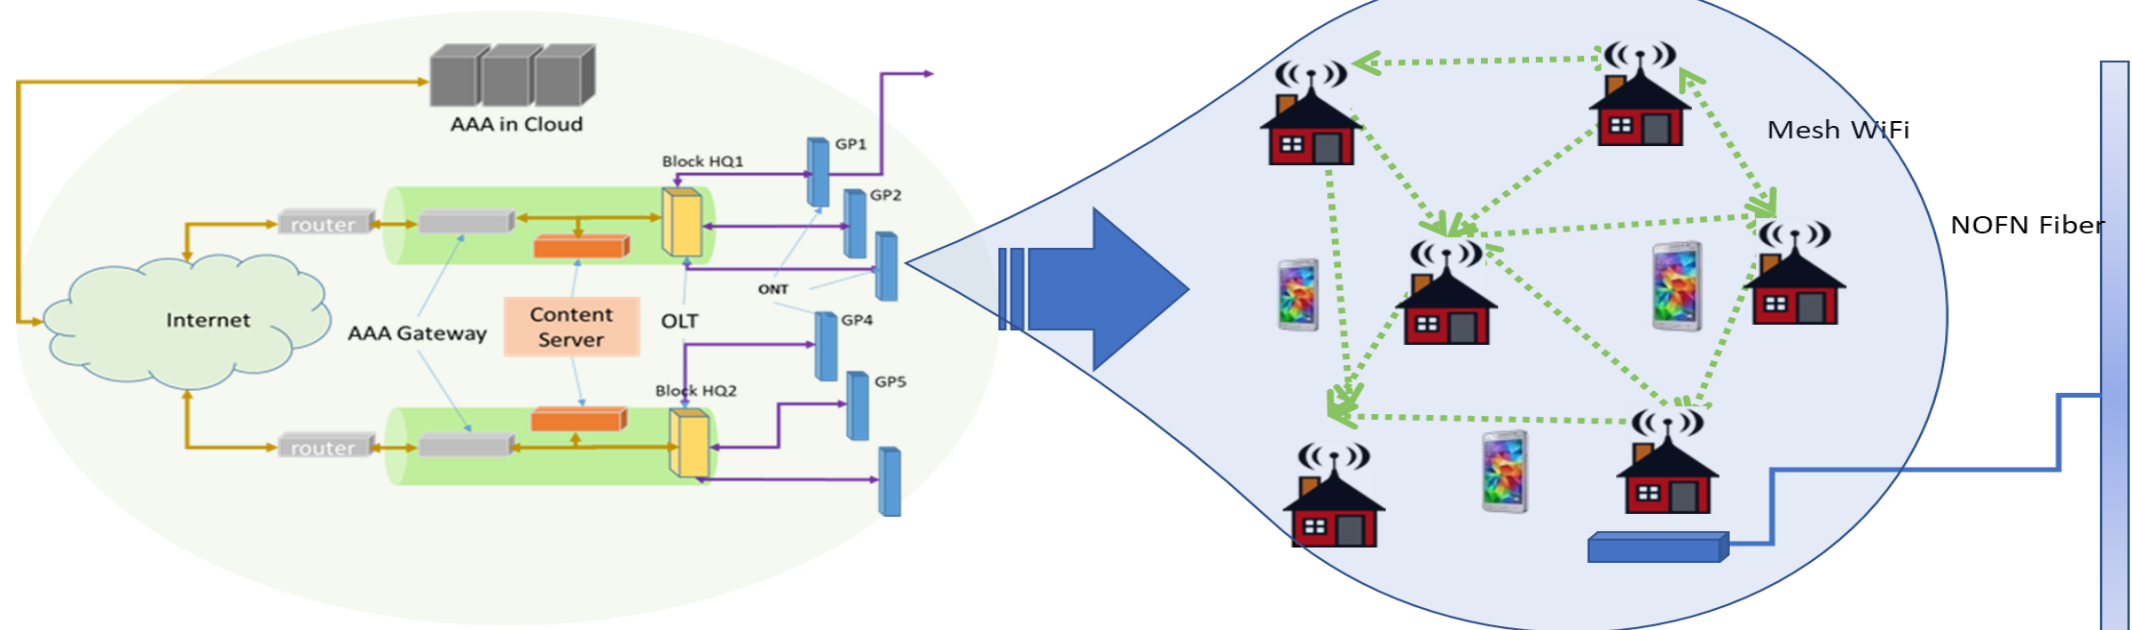 AAA in Cloud
Block HQ1
GP1
GP2
router
Internet
AAA Gateway
Content
Server
OLT
ONT
GP4
Block HQ2
GP5
router
Mesh WiFi
NOFN Fiber